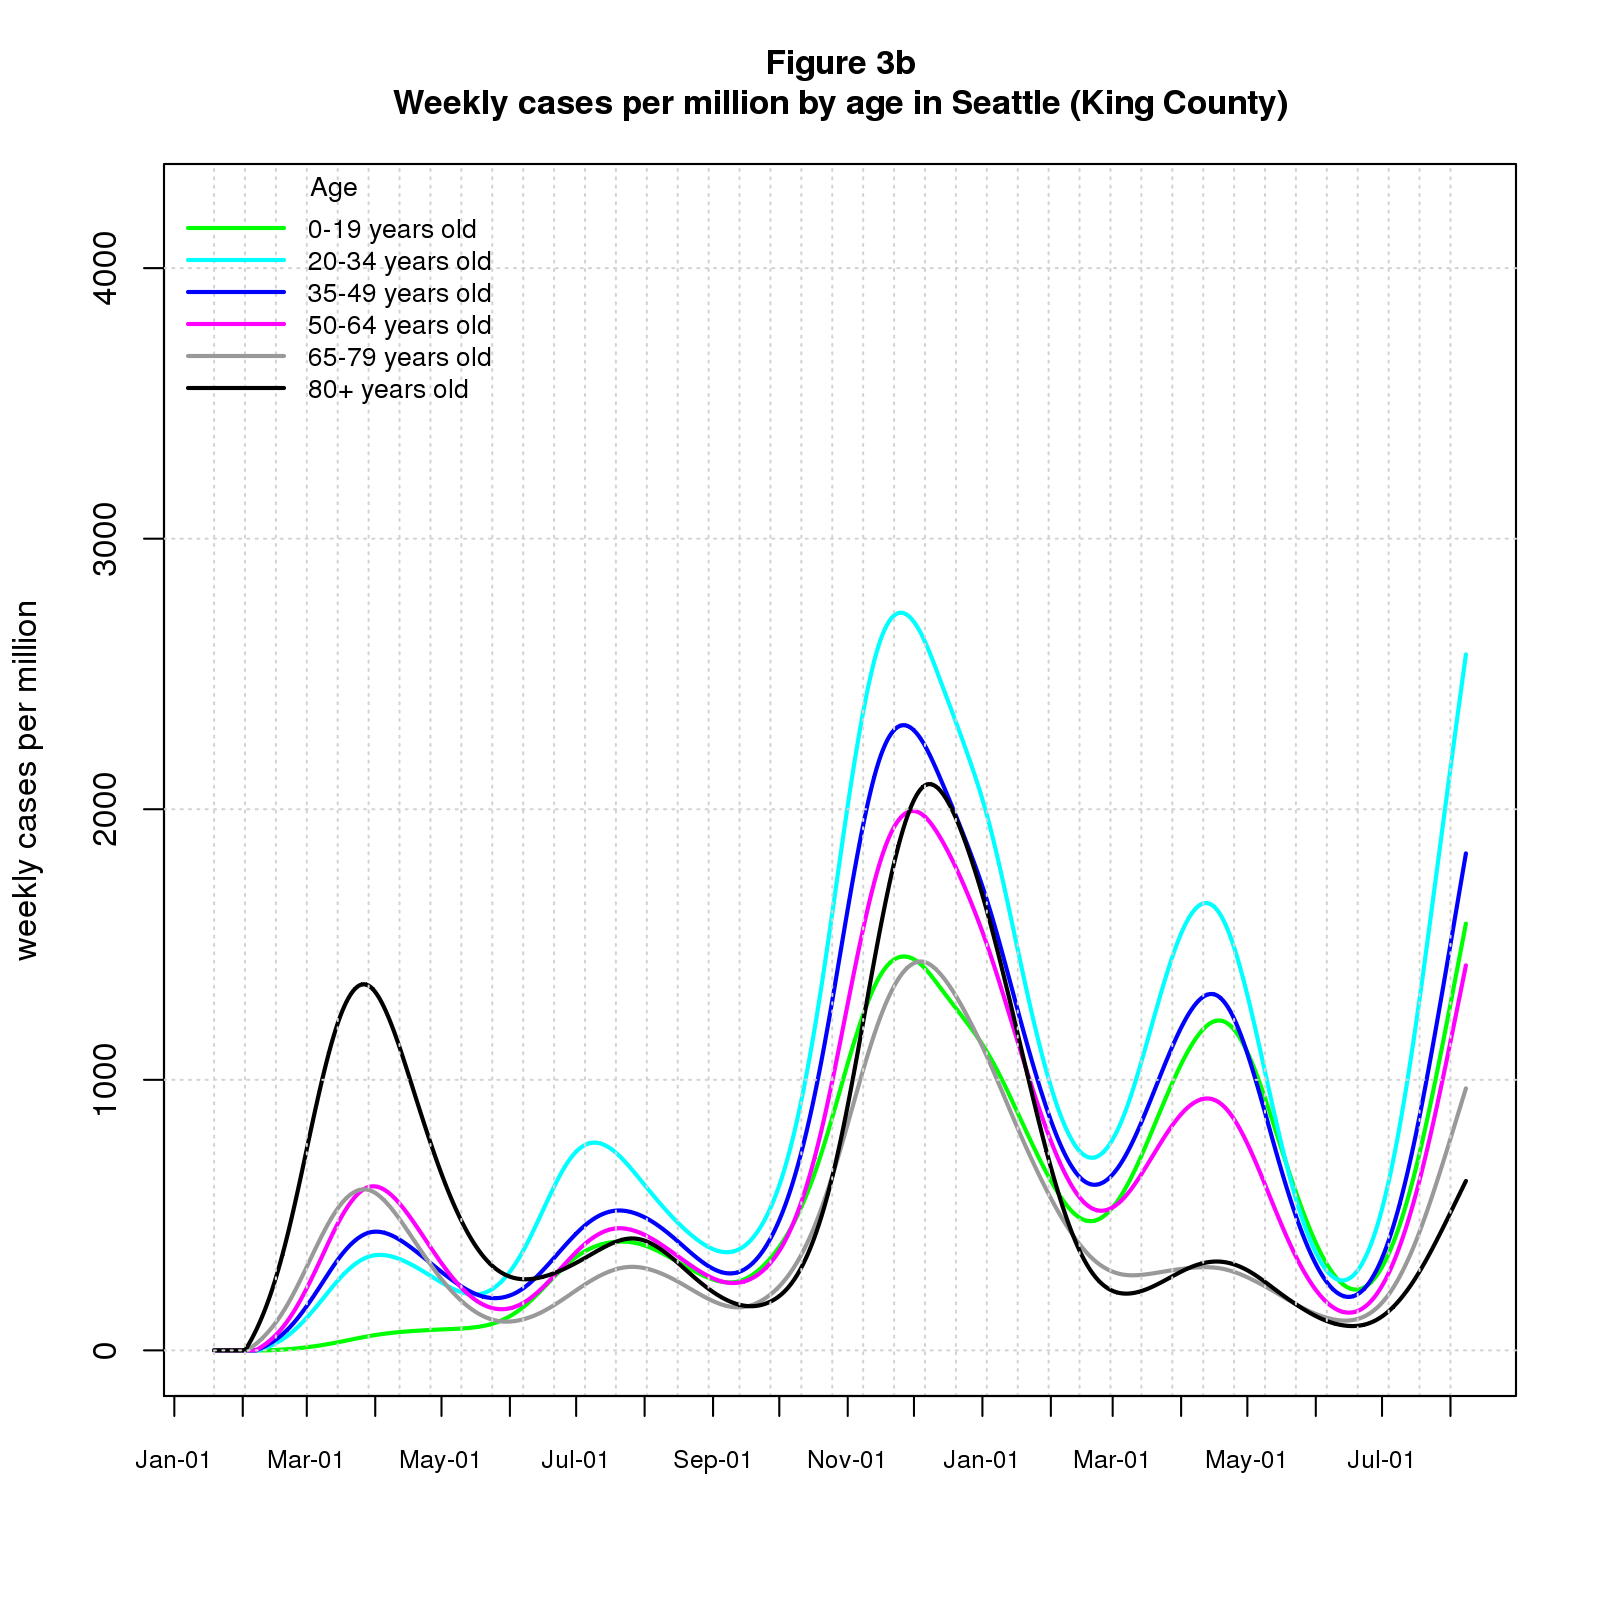 Figure 3b
Weekly cases per million by age in Seattle (King County)
Age
0-19 years old
20-34 years old
35-49 years old
50-64 years old
65-79 years old
80+ years old
weekly cases per million
4000
3000
2000
1000
0
Jan-01 Mar-01 May-01 Jul-01 Sep-01 Nov-01 Jan-01 Mar-01 May-01 Jul-01